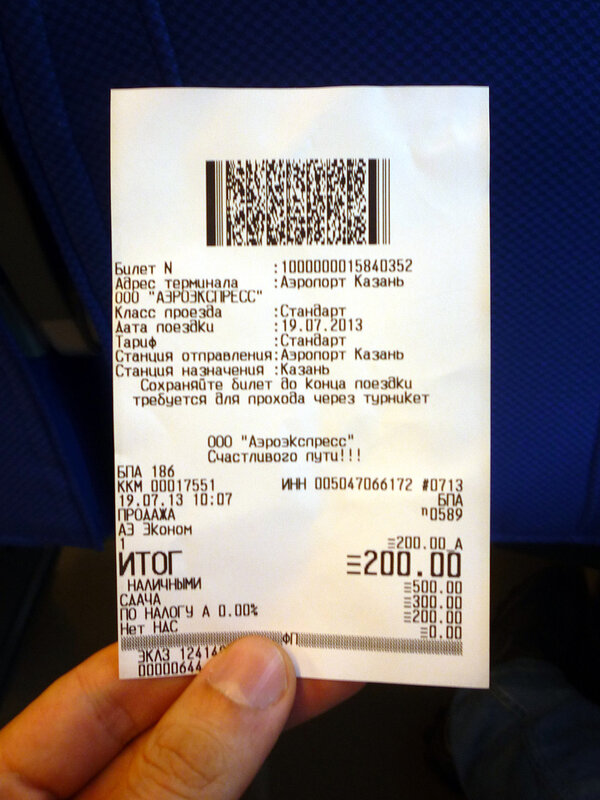 Билет N :1000000015840352
Адрес терминала :Аэропорт Казань
ООО "АЭРОЭКСПРЕСС"
Класс проезда :Стандарт
Дата поездки :19.07.2013
Тариф :Стандарт
Станция отправления:Аэропорт Казань
Станция назначения :Казань
Сохраняйте билет до конца поездки
требуется для прохода через турникет
ООО "Аэроэкспресс"
Счастливого пути!!!
БПА 186
ККМ 00017551 ИНН 005047066172 #0713
19.07.13 10:07 БПА
ПРОДАЖА п0589
АЭ Эконом
1 ≡200.00 А
ИТОГ ≡200.00
НАЛИЧНЫМИ ≡500.00
СДАЧА ≡300.00
ПО НАЛОГУ А 0.00% ≡200.00
Нет НДС ≡0.00
ФП
ЭКЛЗ